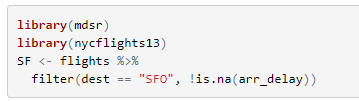 library(mdsr)
library(nycflights13)
SF <- flights %>%
  filter(dest == "SFO", !is.na(arr_delay))